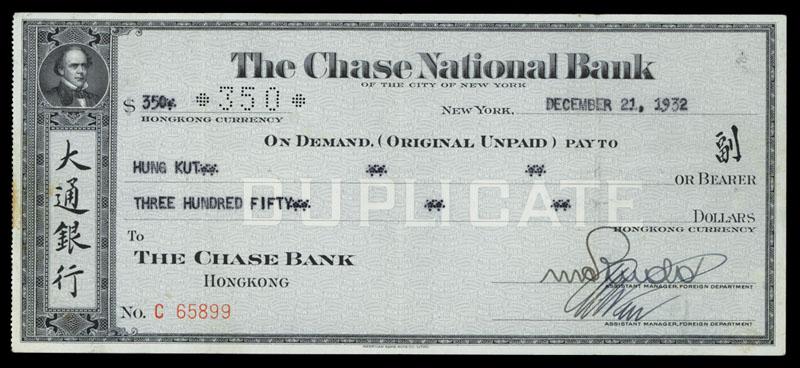 The Chase National Bank
OF THE CITY OF NEW YORK
$ 350 *350*
HONGKONG CURRENCY
NEW YORK, DECEMBER 21, 1932
ON DEMAND, (ORIGINAL UNPAID) PAY TO
副
HUNG KUT
OR BEARER
THREE HUNDRED FIFTY
DUPLICATE
DOLLARS
HONGKONG CURRENCY
大通銀行
TO
THE CHASE BANK
HONGKONG
ASSISTANT MANAGER, FOREIGN DEPARTMENT
No. C 65899
ASSISTANT MANAGER, FOREIGN DEPARTMENT